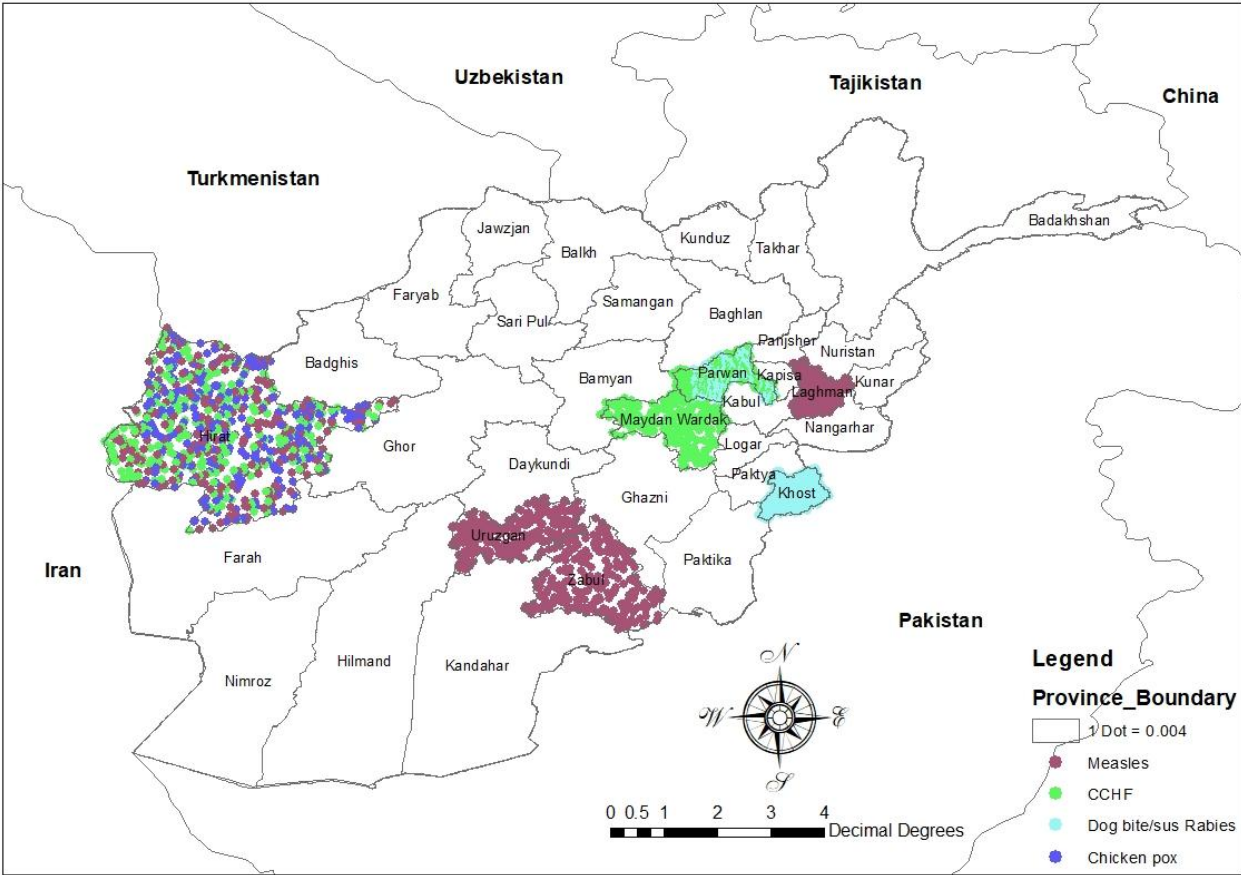 Uzbekistan
Tajikistan
China
Turkmenistan
Badakhshan
Jawzjan
Balkh
Kunduz
Takhar
Faryab
Samangan
Sari Pul
Baghlan
Badghis
Panjsher
Nuristan
Bamyan
Parwan
Kapisa
Kunar
Laghman
Kabul
Maydan Wardak
Hirat
Ghor
Nangarhar
Logar
Daykundi
Paktya
Ghazni
Khost
Uruzgan
Farah
Paktika
Iran
Zabul
Pakistan
Hilmand
Kandahar
Nimroz
N
W
E
S
Legend
Province_Boundary
1 Dot = 0.004
Measles
CCHF
Dog bite/sus Rabies
Chicken pox
0 0.5 1 2 3 4
Decimal Degrees